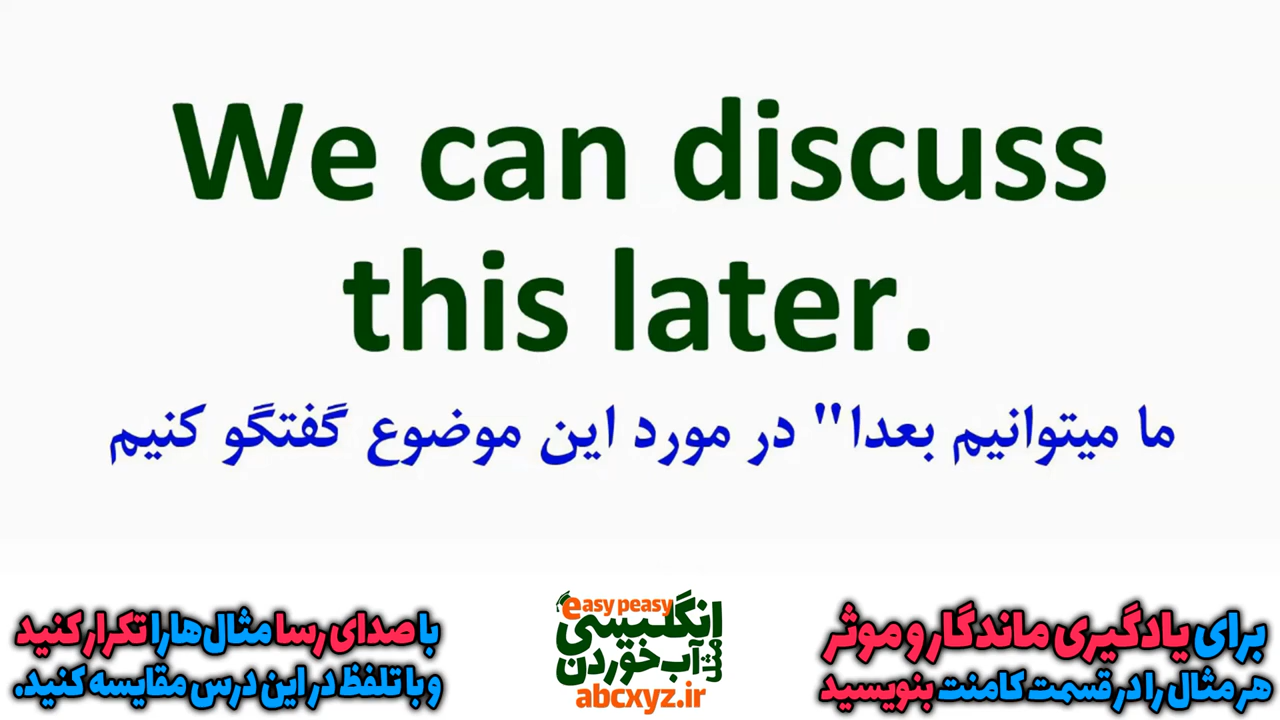 We can discuss
this later.
ما میتوانیم بعدا" در مورد این موضوع گفتگو کنیم
برای یادگیری ماندگار و موثر
هر مثال را در قسمت کامنت بنویسید
easy peasy
انگلیسی
مثل
آب خوردن
abcxyz.ir
با صدای رسا مثال‌ها را تکرار کنید
و با تلفظ در این درس مقایسه کنید.